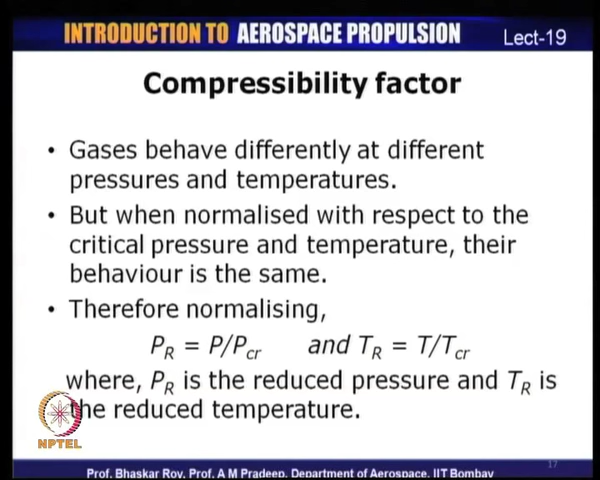 INTRODUCTION TO AEROSPACE PROPULSION Lect-19
Compressibility factor
• Gases behave differently at different
pressures and temperatures.
• But when normalised with respect to the
critical pressure and temperature, their
behaviour is the same.
• Therefore normalising,
P_R = P/P_cr and T_R = T/T_cr
where, P_R is the reduced pressure and T_R is
the reduced temperature.
NPTEL
17
Prof. Bhaskar Roy, Prof. A M Pradeep, Department of Aerospace, IIT Bombay